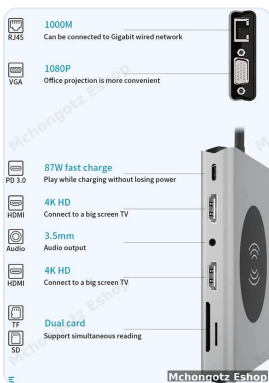 1000M
RJ45
Can be connected to Gigabit wired network
1080P
VGA
Office projection is more convenient
87W fast charge
PD 3.0
Play while charging without losing power
4K HD
HDMI
Connect to a big screen TV
3.5mm
Audio
Audio output
4K HD
HDMI
Connect to a big screen TV
TF
Dual card
Support simultaneous reading
SD
Mchongotz Eshop
Mchongotz Eshop
Mchongotz Eshop